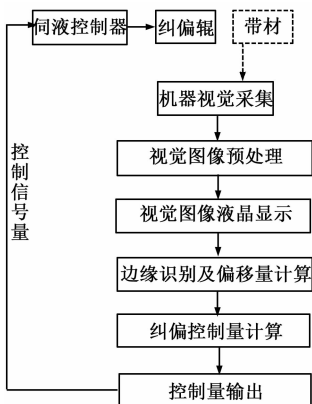 伺液控制器
纠偏辊
带材
机器视觉采集
视觉图像预处理
视觉图像液晶显示
边缘识别及偏移量计算
纠偏控制量计算
控制量输出
控制信号量